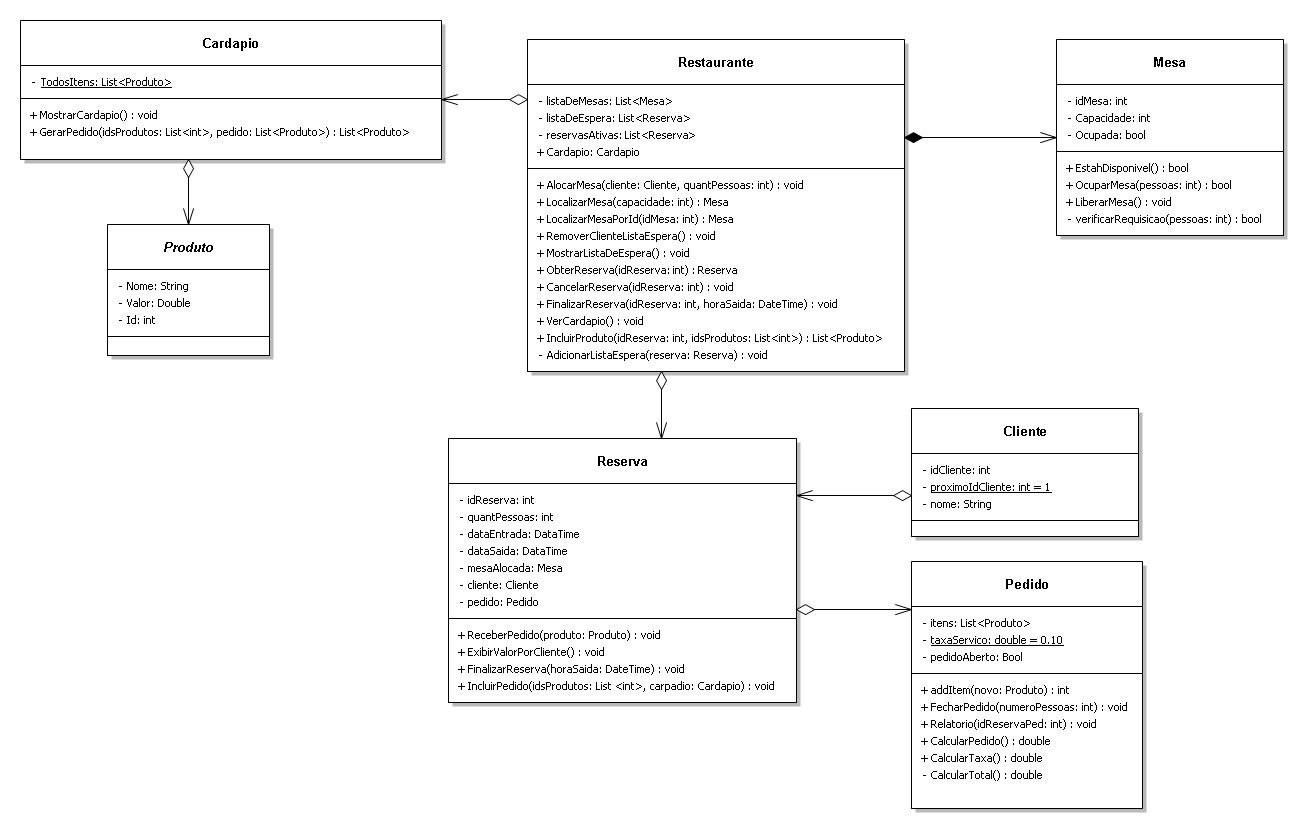 Cardapio
- TodosItens: List<Produto>
+ MostrarCardapio() : void
+ GerarPedido(idsProdutos: List<int>, pedido: List<Produto>) : List<Produto>
Produto
- Nome: String
- Valor: Double
- Id: int
Restaurante
- listaDeMesas: List<Mesa>
- listaDeEspera: List<Reserva>
- reservasAtivas: List<Reserva>
+ Cardapio: Cardapio
+ AlocarMesa(cliente: Cliente, quantPessoas: int) : void
+ LocalizarMesa(capacidade: int) : Mesa
+ LocalizarMesaPorId(idMesa: int) : Mesa
+ RemoverClienteListaEspera() : void
+ MostrarListaDeEspera() : void
+ ObterReserva(idReserva: int) : Reserva
+ CancelarReserva(idReserva: int) : void
+ FinalizarReserva(idReserva: int, horaSaida: DateTime) : void
+ VerCardapio() : void
+ IncluirProduto(idReserva: int, idsProdutos: List<int>) : List<Produto>
- AdicionarListaEspera(reserva: Reserva) : void
Mesa
- idMesa: int
- Capacidade: int
- Ocupada: bool
+ EstahDisponivel() : bool
+ OcuparMesa(pessoas: int) : bool
+ LiberarMesa() : void
- verificarRequisicao(pessoas: int) : bool
Reserva
- idReserva: int
- quantPessoas: int
- dataEntrada: DataTime
- dataSaida: DataTime
- mesaAlocada: Mesa
- cliente: Cliente
- pedido: Pedido
+ ReceberPedido(produto: Produto) : void
+ ExibirValorPorCliente() : void
+ FinalizarReserva(horaSaida: DateTime) : void
+ IncluirPedido(idsProdutos: List <int>, carpadio: Cardapio) : void
Cliente
- idCliente: int
- proximoIdCliente: int = 1
- nome: String
Pedido
- itens: List<Produto>
- taxaServico: double = 0.10
- pedidoAberto: Bool
+ addItem(novo: Produto) : int
+ FecharPedido(numeroPessoas: int) : void
+ Relatorio(idReservaPed: int) : void
+ CalcularPedido() : double
+ CalcularTaxa() : double
- CalcularTotal() : double